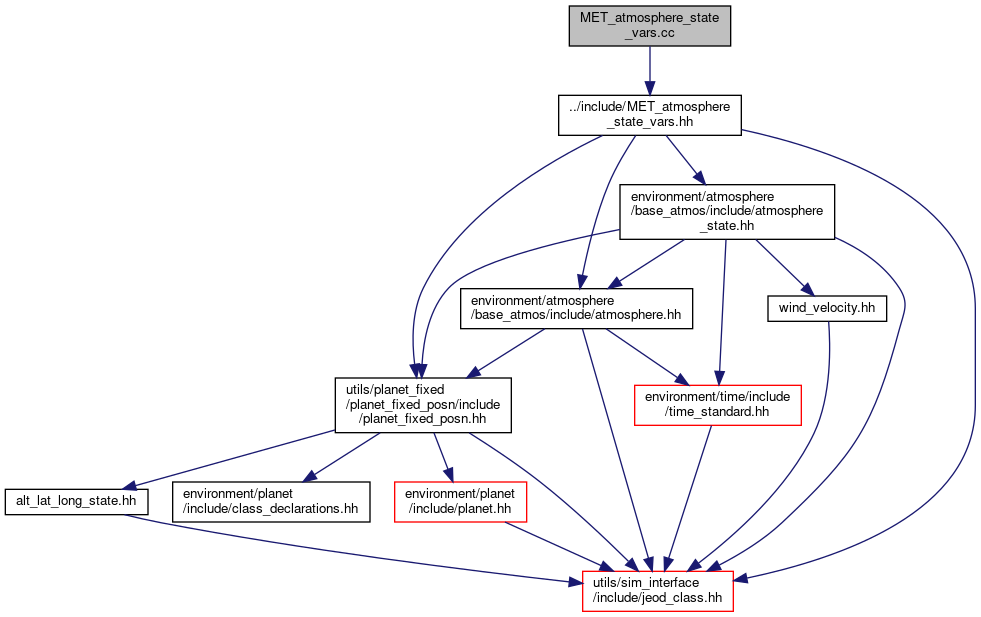 MET_atmosphere_state
_vars.cc
../include/MET_atmosphere
_state_vars.hh
environment/atmosphere
/base_atmos/include/atmosphere
_state.hh
environment/atmosphere
/base_atmos/include/atmosphere.hh
wind_velocity.hh
utils/planet_fixed
/planet_fixed_posn/include
/planet_fixed_posn.hh
environment/time/include
/time_standard.hh
alt_lat_long_state.hh
environment/planet
/include/class_declarations.hh
environment/planet
/include/planet.hh
utils/sim_interface
/include/jeod_class.hh